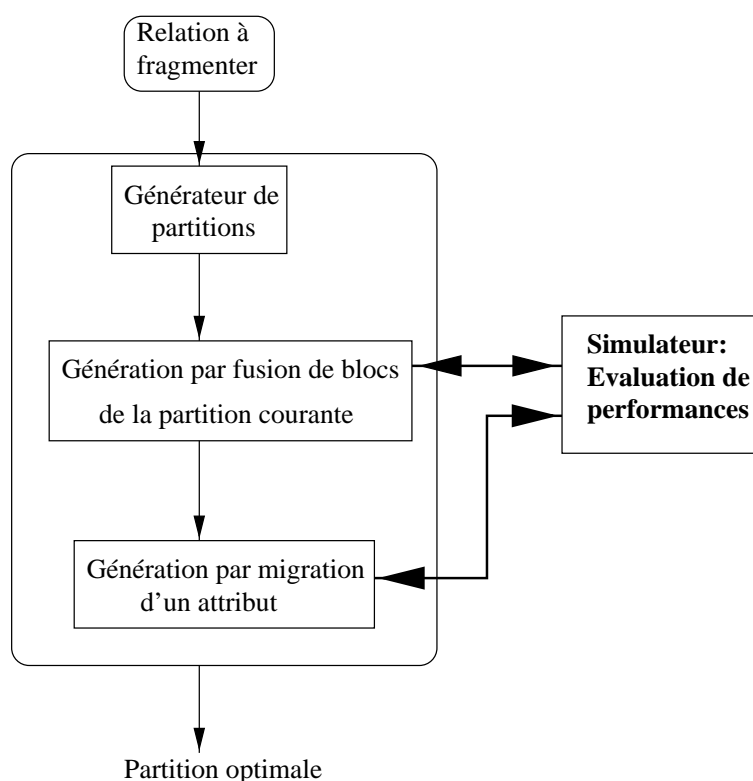 Relation à
fragmenter
Générateur de
partitions
Génération par fusion de blocs
de la partition courante
Simulateur:
Evaluation de
performances
Génération par migration
d'un attribut
Partition optimale